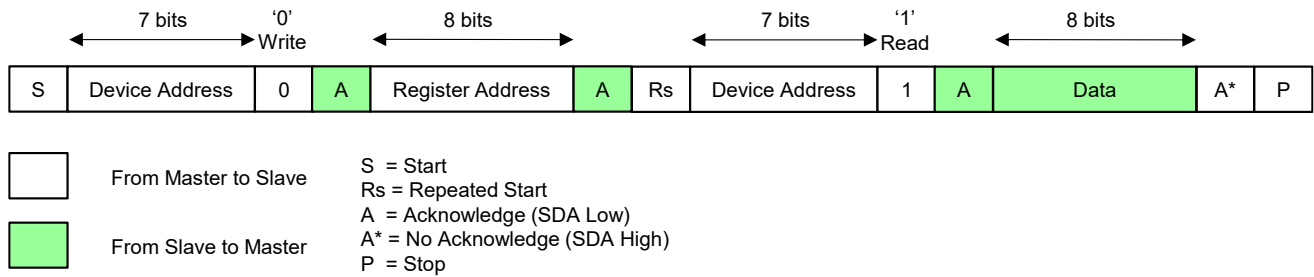 7 bits ‘0’ 8 bits 7 bits ‘1’ 8 bits
Write Read
S Device Address 0 A Register Address A Rs Device Address 1 A Data A* P
From Master to Slave
From Slave to Master
S = Start
Rs = Repeated Start
A = Acknowledge (SDA Low)
A* = No Acknowledge (SDA High)
P = Stop